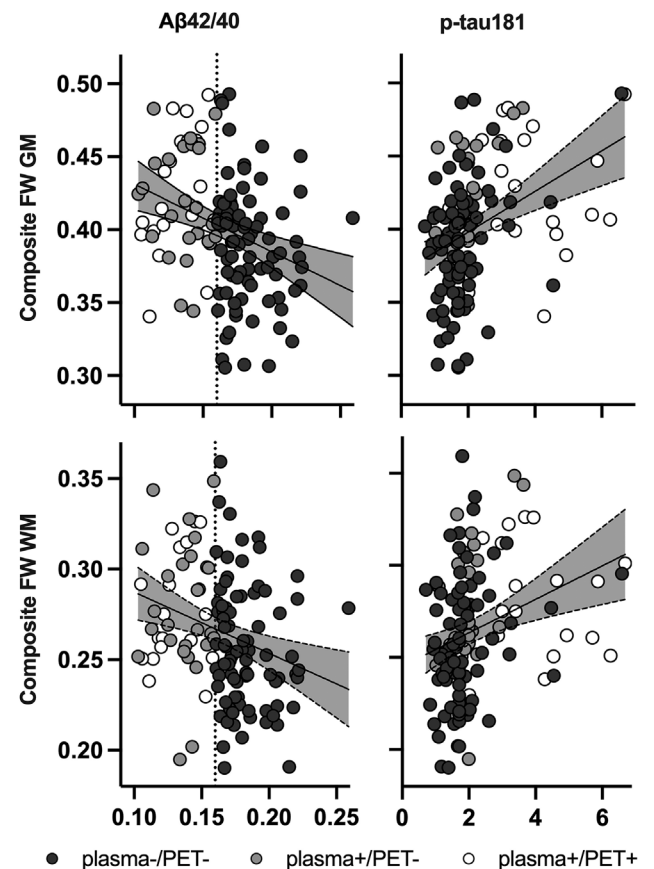 Aβ42/40 p-tau181
Composite FW GM
0.50
0.45
0.40
0.35
0.30
Composite FW WM
0.35
0.30
0.25
0.20
0.10 0.15 0.20 0.25 0 2 4 6
plasma-/PET- plasma+/PET- plasma+/PET+